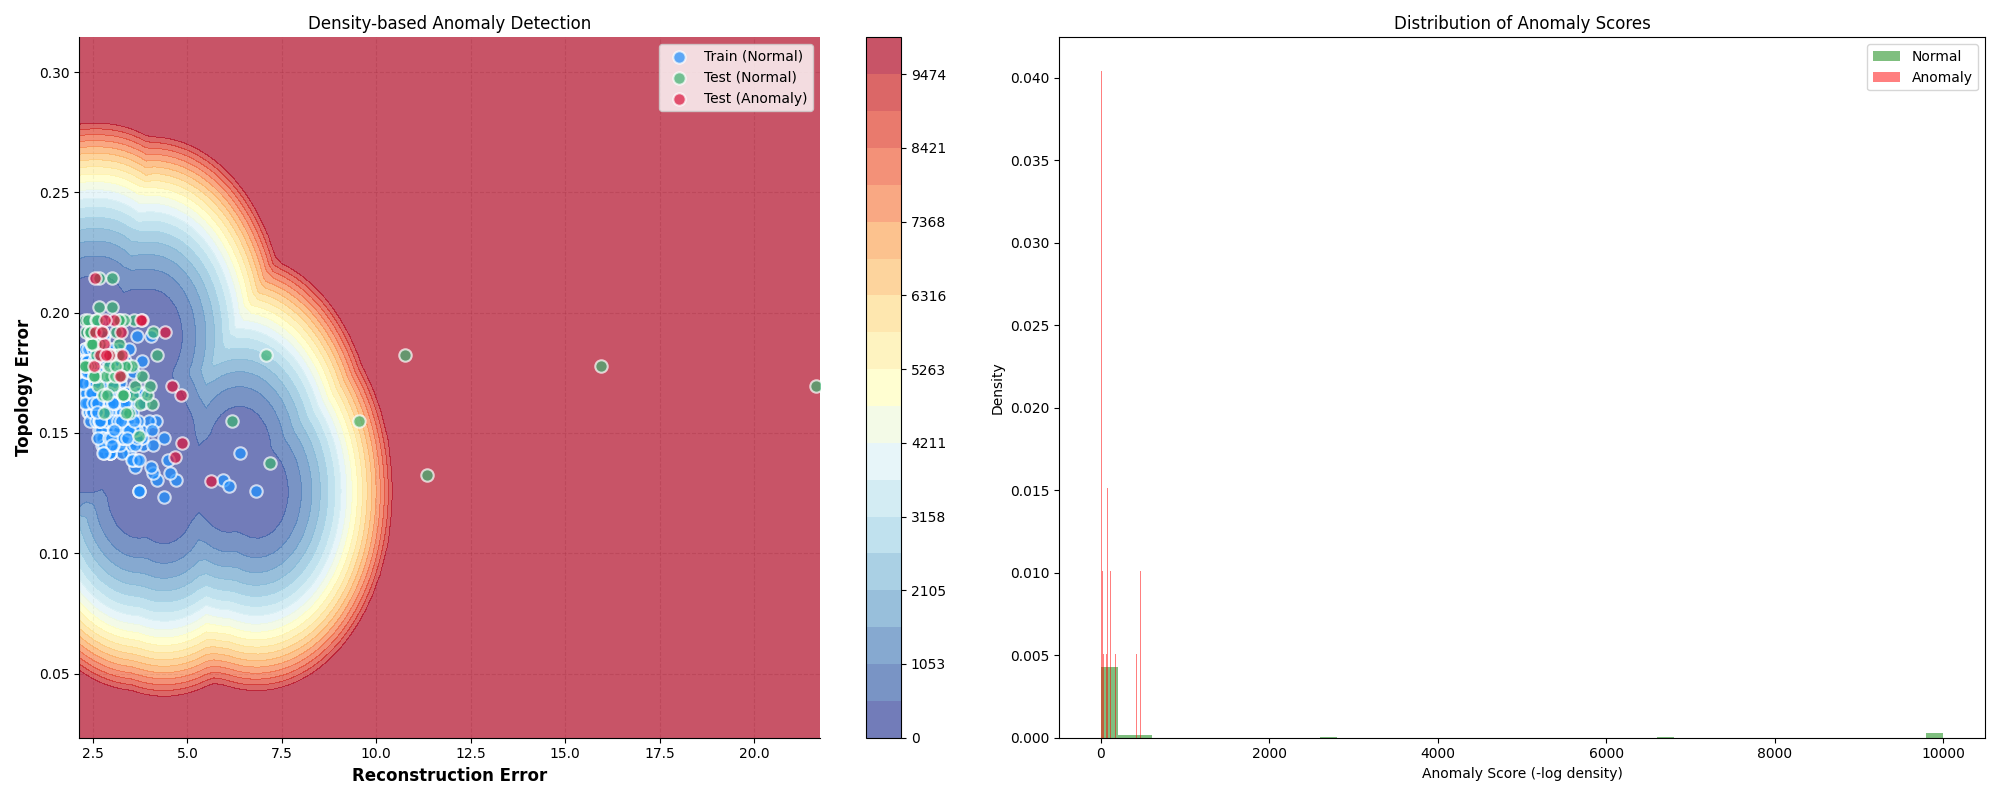 Density-based Anomaly Detection
Topology Error
0.30
0.25
0.20
0.15
0.10
0.05
2.5 5.0 7.5 10.0 12.5 15.0 17.5 20.0
Reconstruction Error
Train (Normal)
Test (Normal)
Test (Anomaly)
9474
8421
7368
6316
5263
4211
3158
2105
1053
0
Distribution of Anomaly Scores
Density
0.040
0.035
0.030
0.025
0.020
0.015
0.010
0.005
0.000
0 2000 4000 6000 8000 10000
Anomaly Score (-log density)
Normal
Anomaly